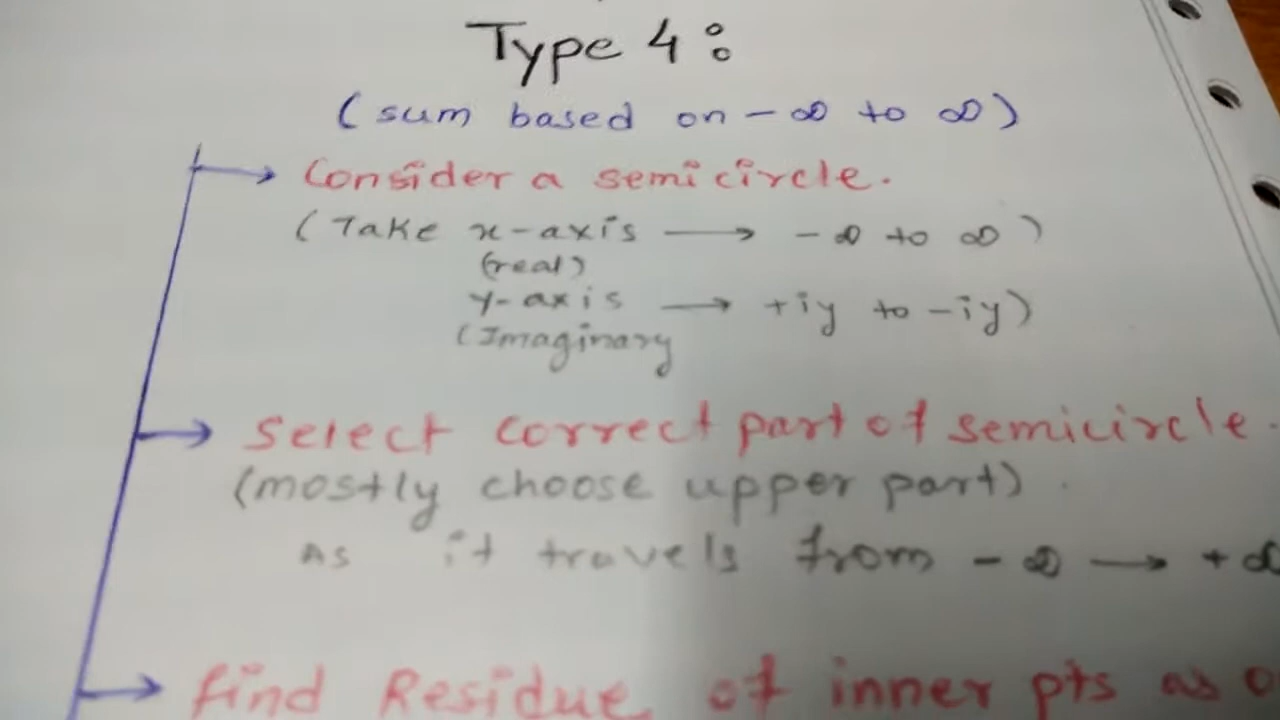 Type 4 :
(sum based on -∞ to ∞)
Consider a semicircle.
(Take x-axis → -∞ to ∞)
(real)
y-axis → +iy to -iy)
(Imaginary
Select correct part of semicircle.
(mostly choose upper part).
As it travels from -∞ → +∞
find Residue of inner pts as